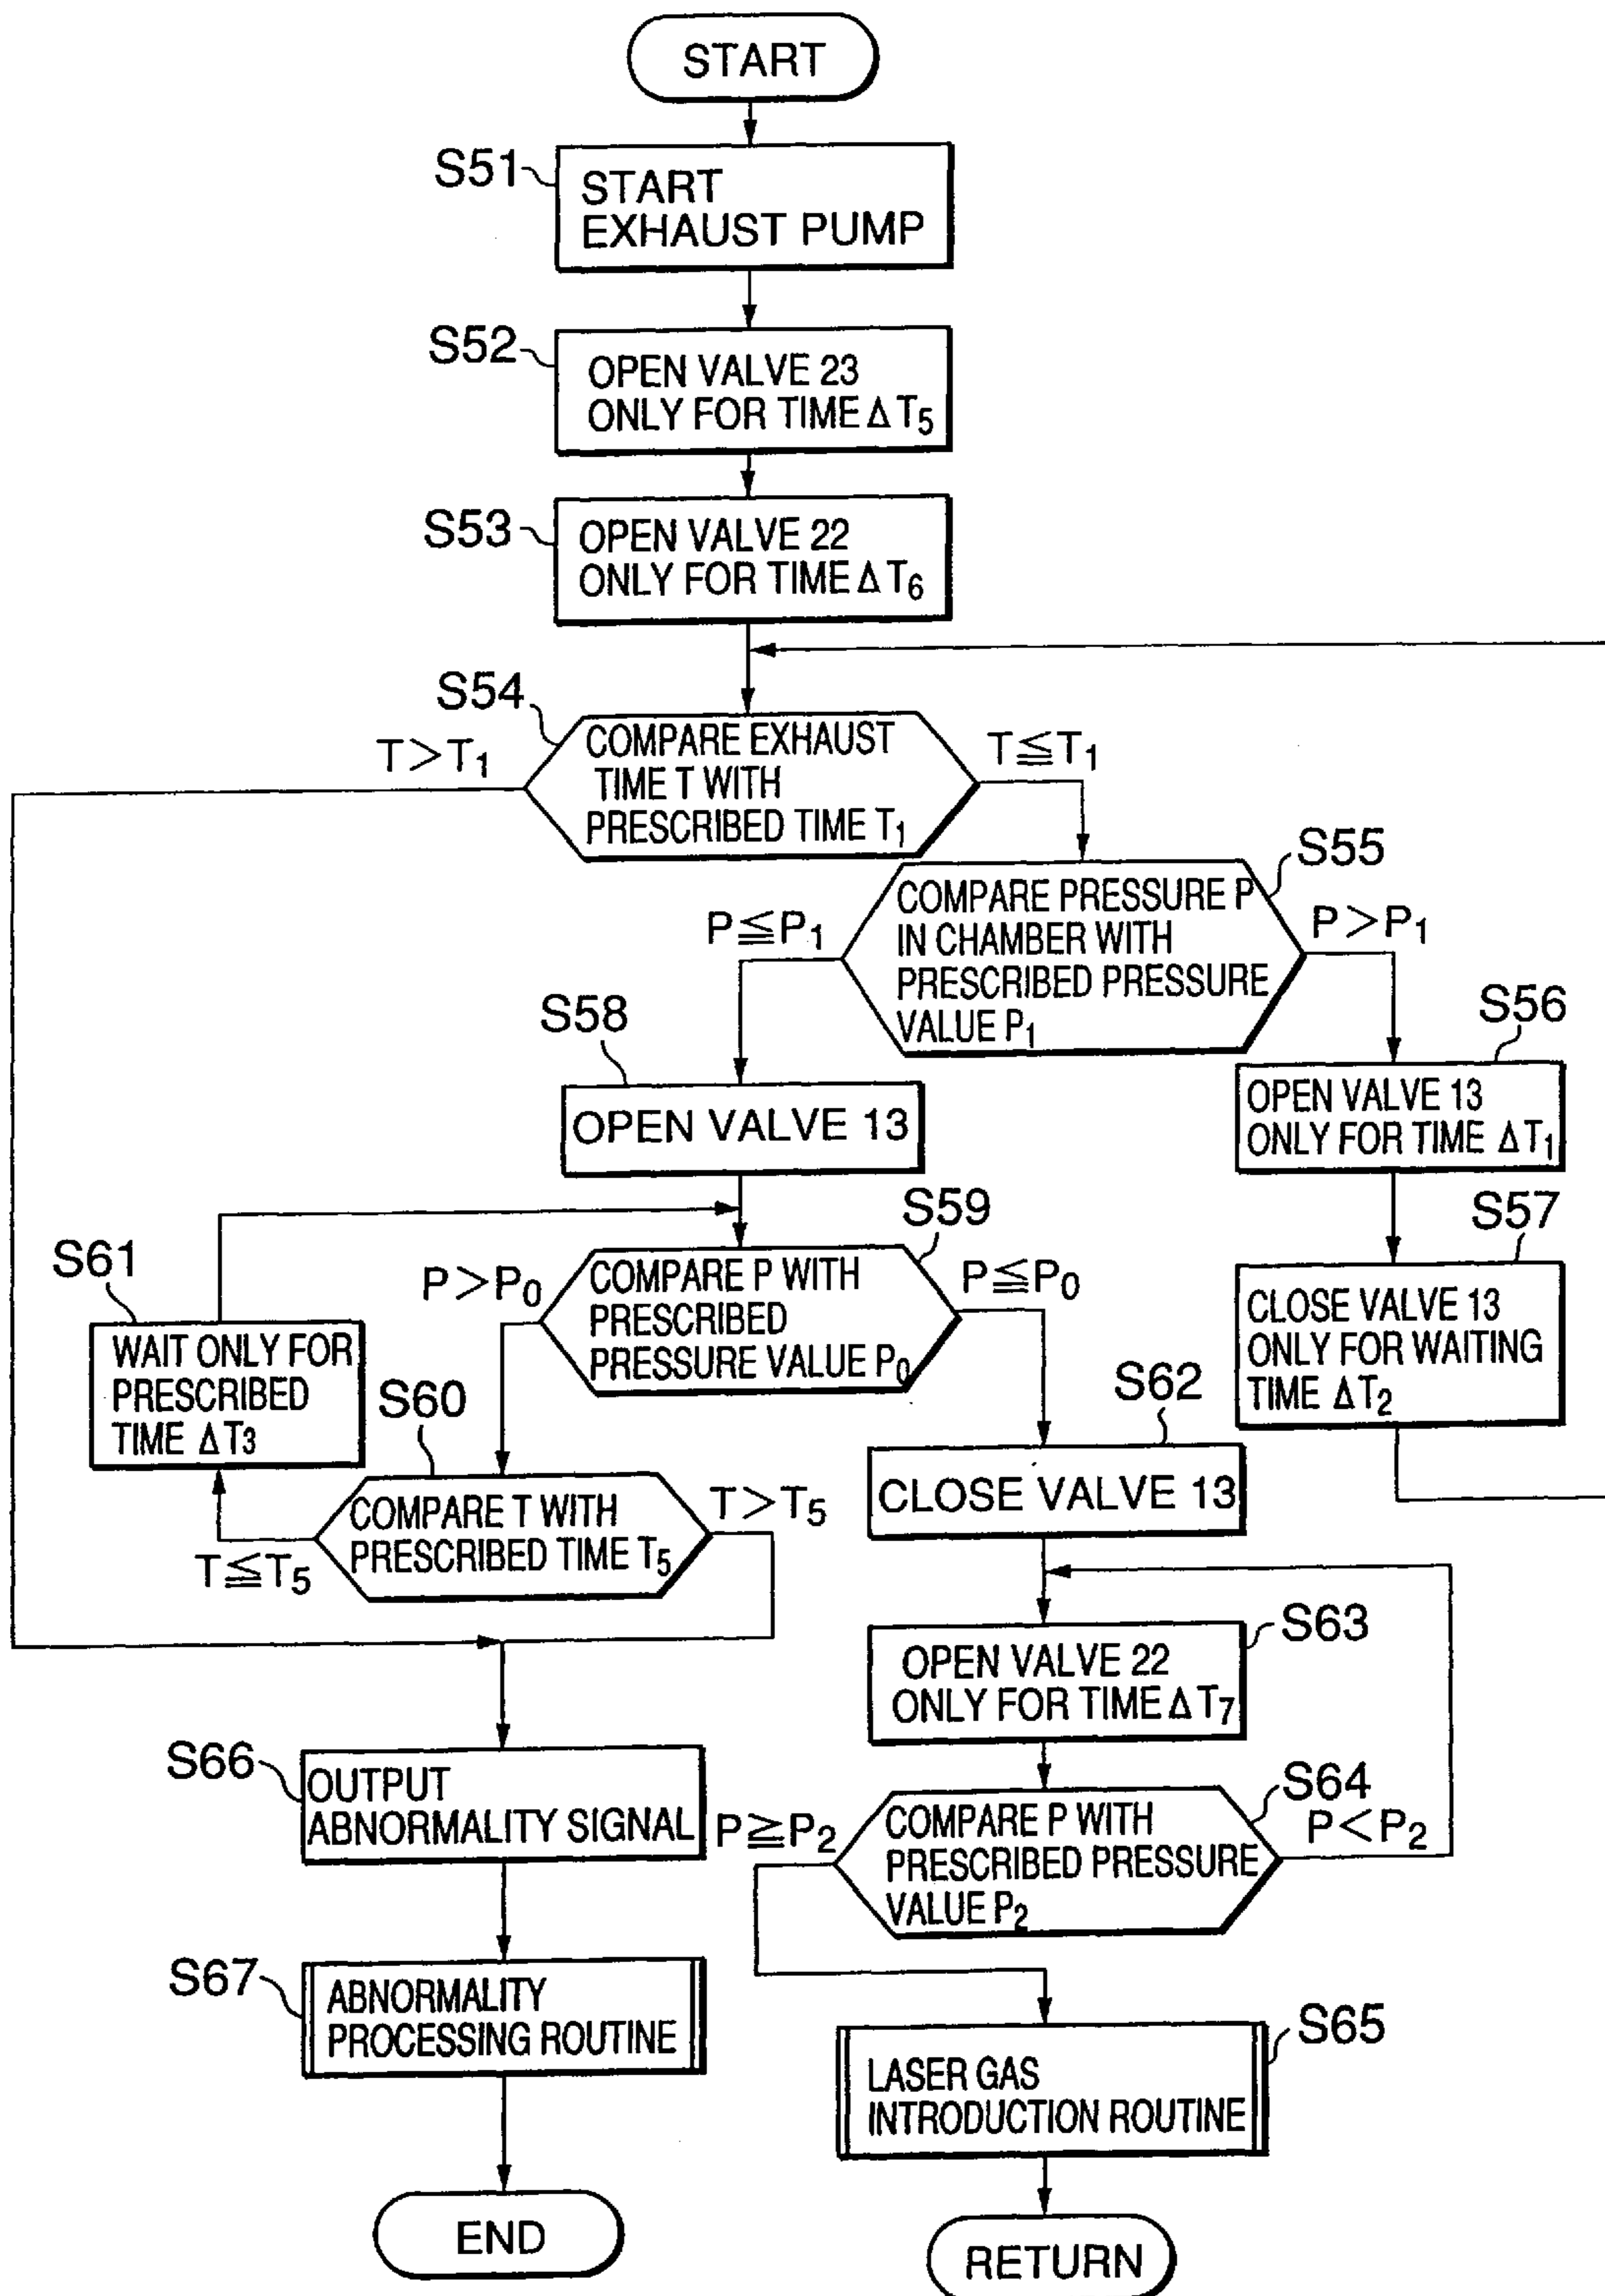 START
S51
START
EXHAUST PUMP
S52
OPEN VALVE 23
ONLY FOR TIME ΔT5
S53
OPEN VALVE 22
ONLY FOR TIME ΔT6
S54
T>T1
COMPARE EXHAUST
TIME T WITH
PRESCRIBED TIME T1
T≦T1
S55
P≦P1
COMPARE PRESSURE P
IN CHAMBER WITH
PRESCRIBED PRESSURE
VALUE P1
P>P1
S58
OPEN VALVE 13
S56
OPEN VALVE 13
ONLY FOR TIME ΔT1
S57
CLOSE VALVE 13
ONLY FOR WAITING
TIME ΔT2
S59
P>P0
COMPARE P WITH
PRESCRIBED
PRESSURE VALUE P0
P≦P0
S61
WAIT ONLY FOR
PRESCRIBED
TIME ΔT3
S60
COMPARE T WITH
PRESCRIBED TIME T5
T>T5
T≦T5
S62
CLOSE VALVE 13
S63
OPEN VALVE 22
ONLY FOR TIME ΔT7
S64
P≧P2
COMPARE P WITH
PRESCRIBED PRESSURE
VALUE P2
P<P2
S66
OUTPUT
ABNORMALITY SIGNAL
S67
ABNORMALITY
PROCESSING ROUTINE
S65
LASER GAS
INTRODUCTION ROUTINE
END
RETURN